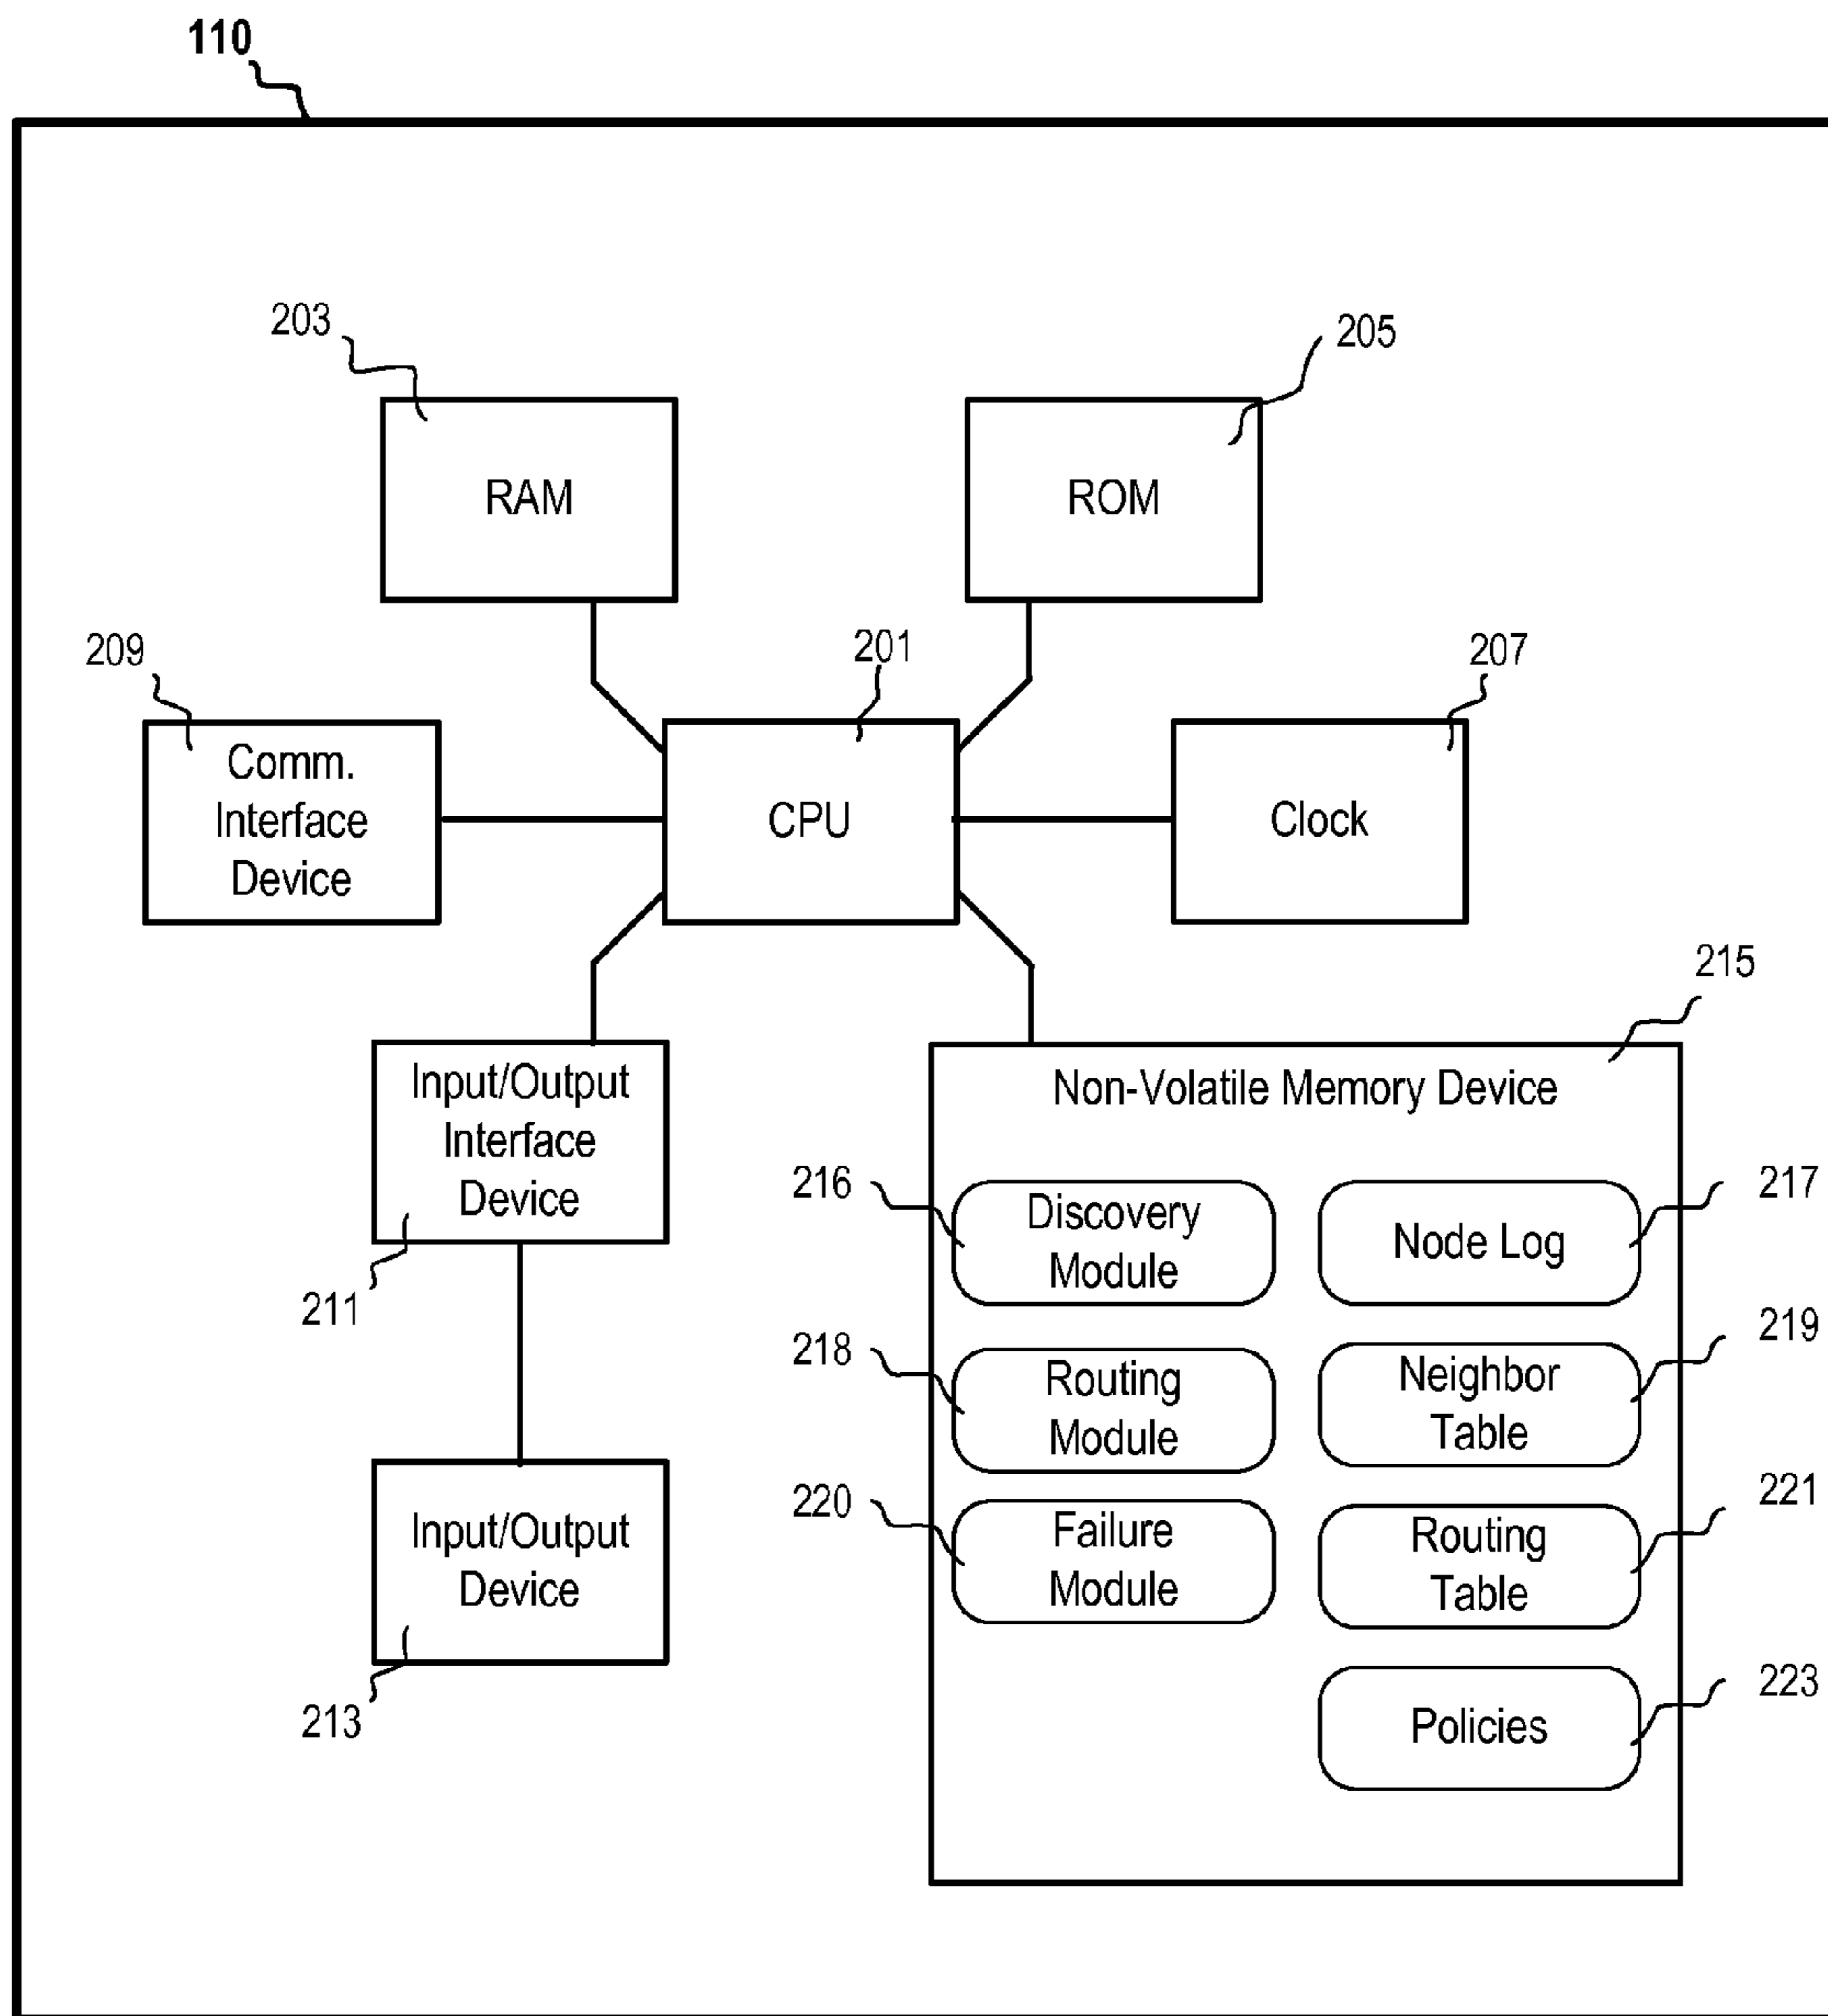 110
203
205
RAM
ROM
209
201
207
Comm.
Interface
Device
CPU
Clock
215
Input/Output
Interface
Device
211
Non-Volatile Memory Device
216
Discovery
Module
Node Log
217
218
Routing
Module
Neighbor
Table
219
220
Failure
Module
Routing
Table
221
Input/Output
Device
213
Policies
223